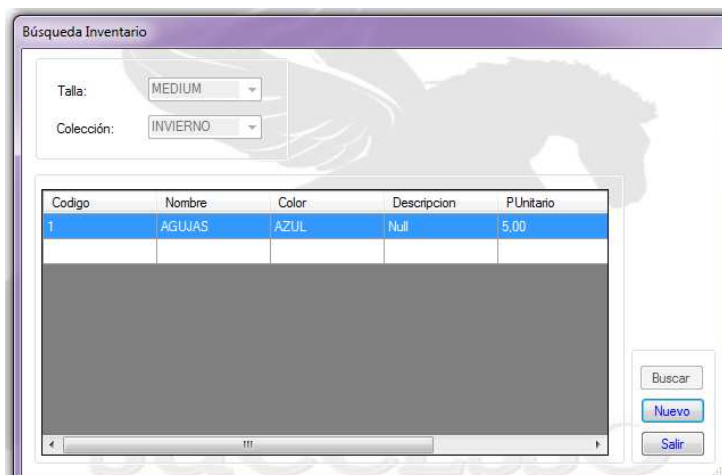 Búsqueda Inventario
Talla: MEDIUM
Colección: INVIERNO
Codigo Nombre Color Descripcion PUnitario
1 AGUJAS AZUL Null 5,00
Buscar
Nuevo
Salir